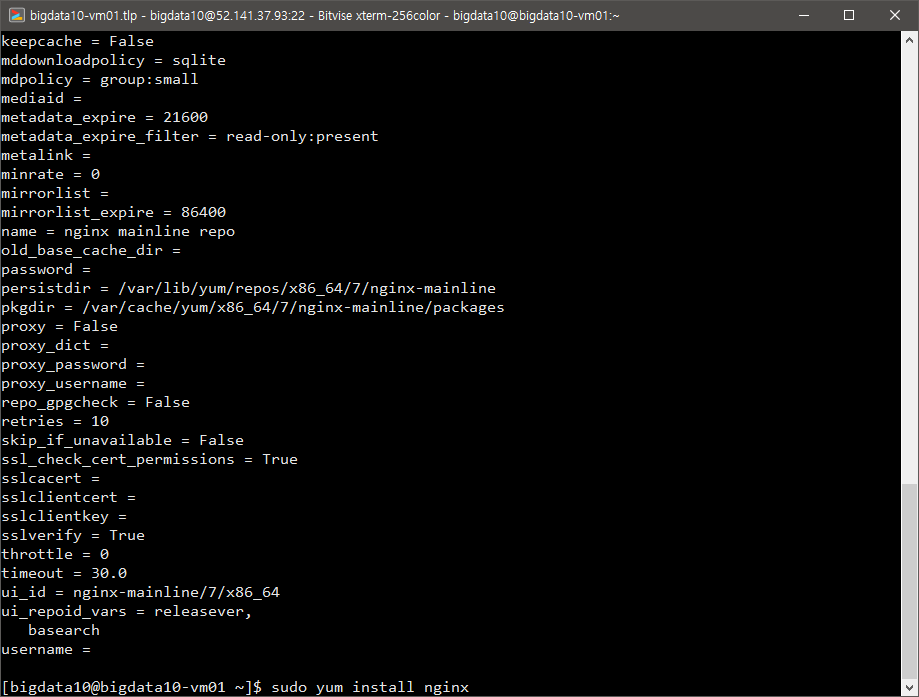 bigdata10-vm01.tlp - bigdata10@52.141.37.93:22 - Bitvise xterm-256color - bigdata10@bigdata10-vm01:~
keepcache = False
mddownloadpolicy = sqlite
mdpolicy = group:small
mediaid =
metadata_expire = 21600
metadata_expire_filter = read-only:present
metalink =
minrate = 0
mirrorlist =
mirrorlist_expire = 86400
name = nginx mainline repo
old_base_cache_dir =
password =
persistdir = /var/lib/yum/repos/x86_64/7/nginx-mainline
pkgdir = /var/cache/yum/x86_64/7/nginx-mainline/packages
proxy = False
proxy_dict =
proxy_password =
proxy_username =
repo_gpgcheck = False
retries = 10
skip_if_unavailable = False
ssl_check_cert_permissions = True
sslcacert =
sslclientcert =
sslclientkey =
sslverify = True
throttle = 0
timeout = 30.0
ui_id = nginx-mainline/7/x86_64
ui_repoid_vars = releasever,
   basearch
username =
[bigdata10@bigdata10-vm01 ~]$ sudo yum install nginx